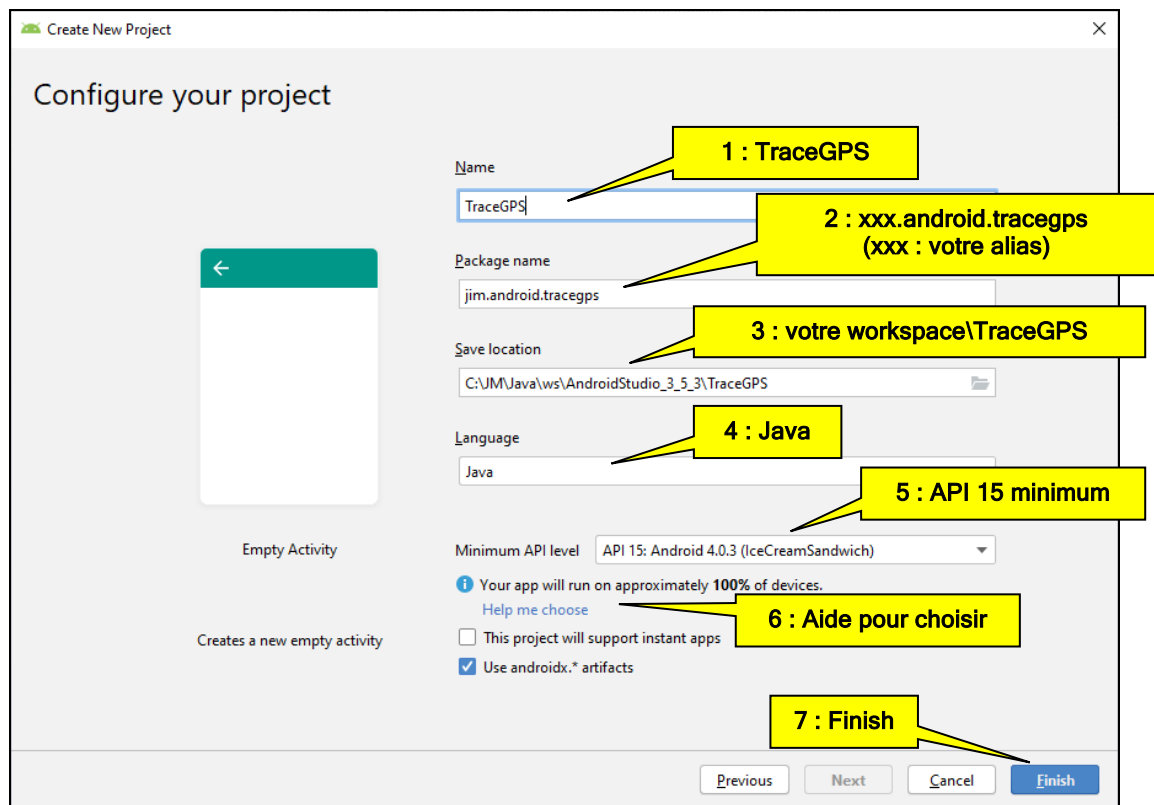 Create New Project
Configure your project
1 : TraceGPS
Name
TraceGPS
2 : xxx.android.tracegps
(xxx : votre alias)
Package name
jim.android.tracegps
3 : votre workspace\TraceGPS
Save location
C:\JM\Java\ws\AndroidStudio_3_5_3\TraceGPS
4 : Java
Language
Java
5 : API 15 minimum
Empty Activity
Minimum API level
API 15: Android 4.0.3 (IceCreamSandwich)
Your app will run on approximately 100% of devices.
Help me choose
6 : Aide pour choisir
Creates a new empty activity
This project will support instant apps
Use androidx.* artifacts
7 : Finish
Previous
Next
Cancel
Finish